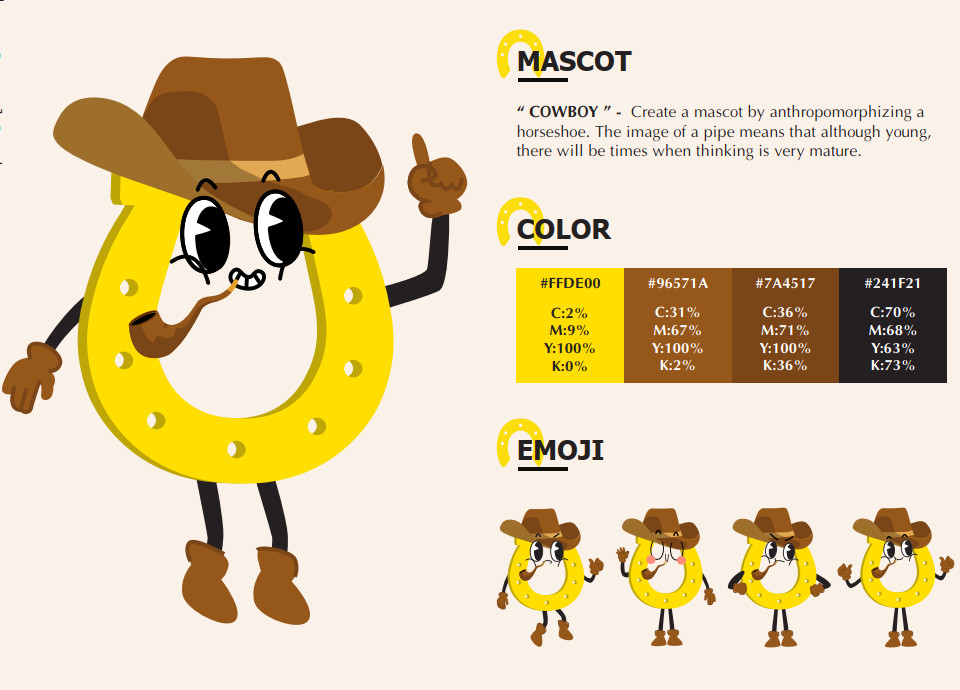 MASCOT
“ COWBOY ” - Create a mascot by anthropomorphizing a
horseshoe. The image of a pipe means that although young,
there will be times when thinking is very mature.
COLOR
#FFDE00 #96571A #7A4517 #241F21
C:2% C:31% C:36% C:70%
M:9% M:67% M:71% M:68%
Y:100% Y:100% Y:100% Y:63%
K:0% K:2% K:36% K:73%
EMOJI